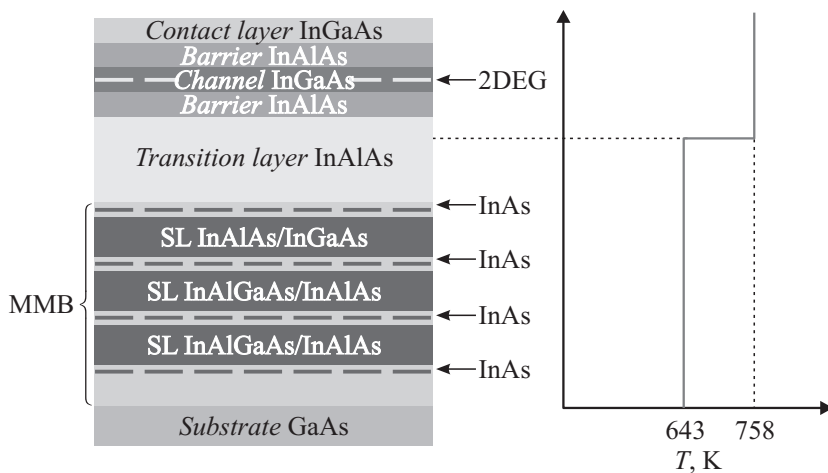 Contact layer InGaAs
Barrier InAlAs
Channel InGaAs
2DEG
Barrier InAlAs
Transition layer InAlAs
InAs
SL InAlAs/InGaAs
InAs
MMB
SL InAlGaAs/InAlAs
InAs
SL InAlGaAs/InAlAs
InAs
Substrate GaAs
643 758
T, K